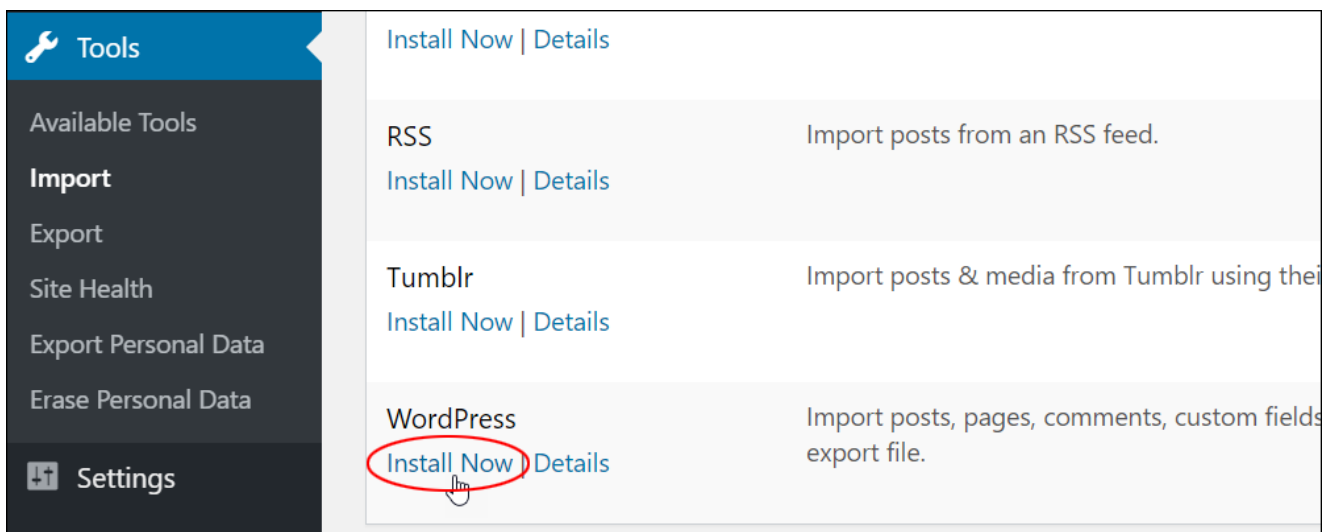 Tools
Available Tools
Import
Export
Site Health
Export Personal Data
Erase Personal Data
Settings
Install Now | Details
RSS
Import posts from an RSS feed.
Install Now | Details
Tumblr
Import posts & media from Tumblr using thei
Install Now | Details
WordPress
Import posts, pages, comments, custom fields
export file.
Install Now | Details